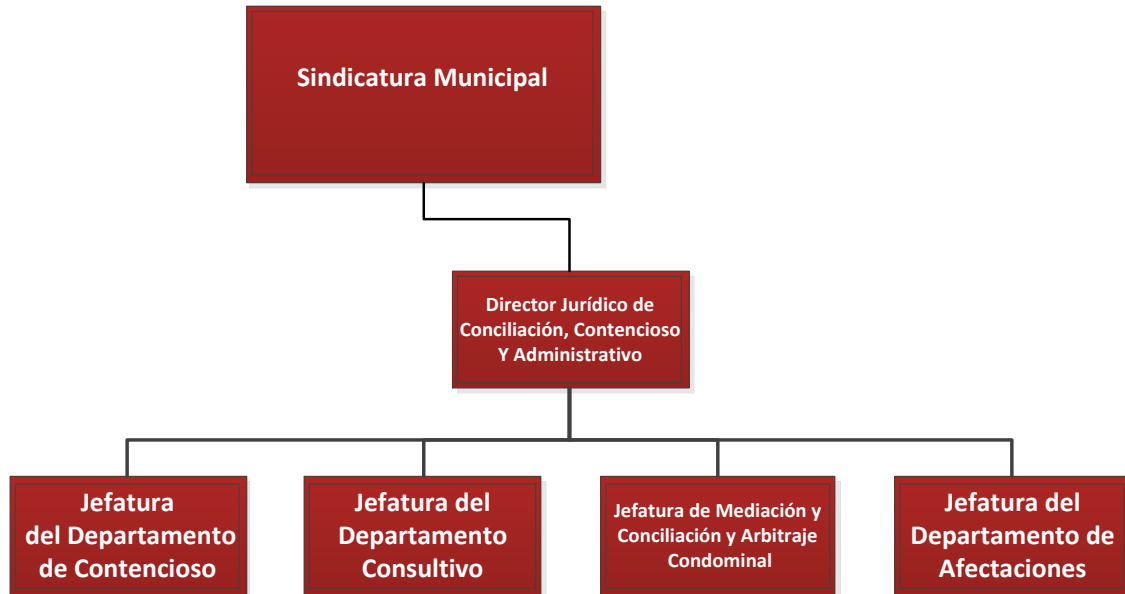 Sindicatura Municipal
Director Jurídico de
Conciliación, Contencioso
Y Administrativo
Jefatura
del Departamento
de Contencioso
Jefatura del
Departamento
Consultivo
Jefatura de Mediación y
Conciliación y Arbitraje
Condominal
Jefatura del
Departamento de
Afectaciones